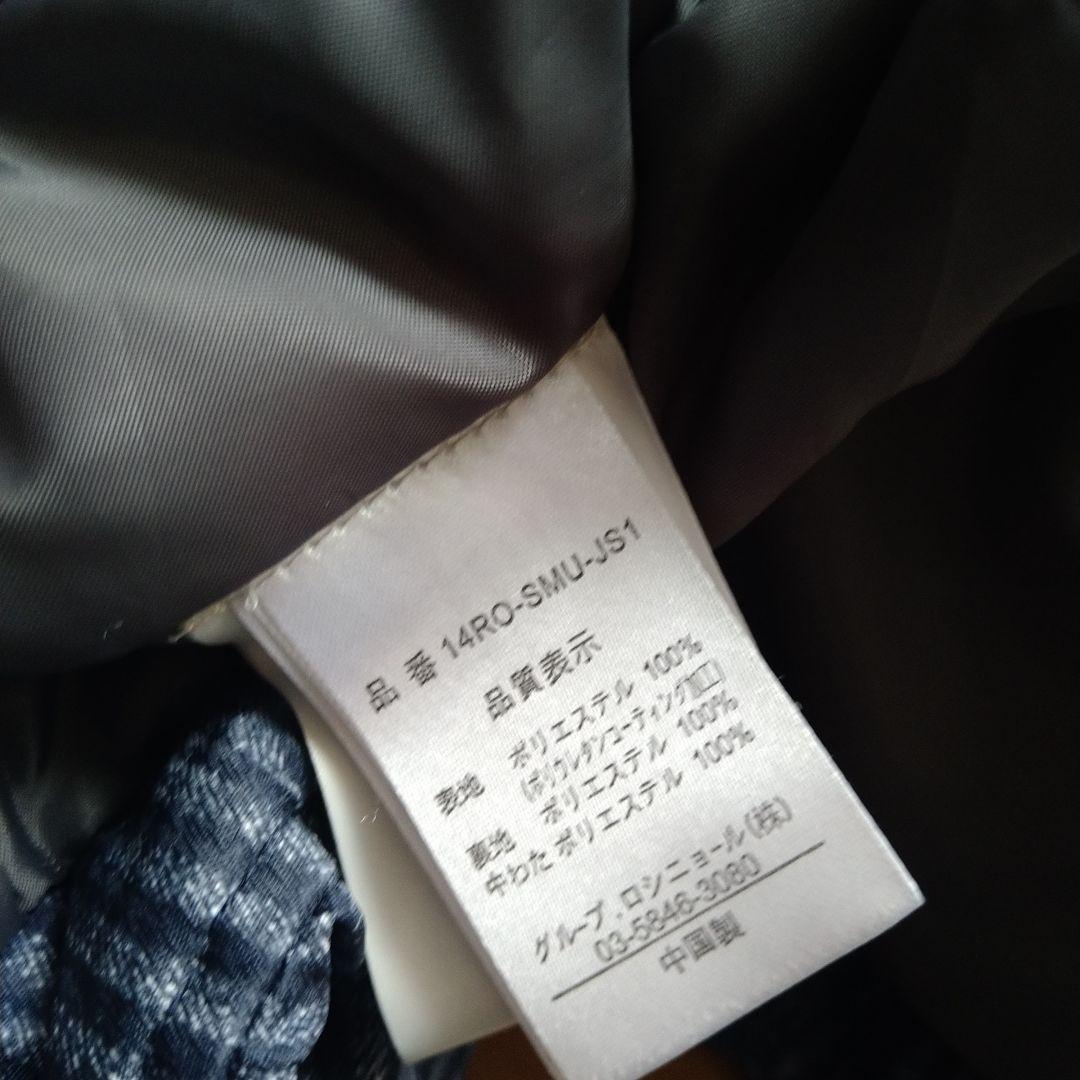 品 番 14RO-SMU-JS1
品質表示
表地 ポリエステル 100%
(ポリウレタンコーティング加工)
裏地 ポリエステル 100%
中わた ポリエステル 100%
グループ.ロシニョール(株)
03-5846-3080
中国製